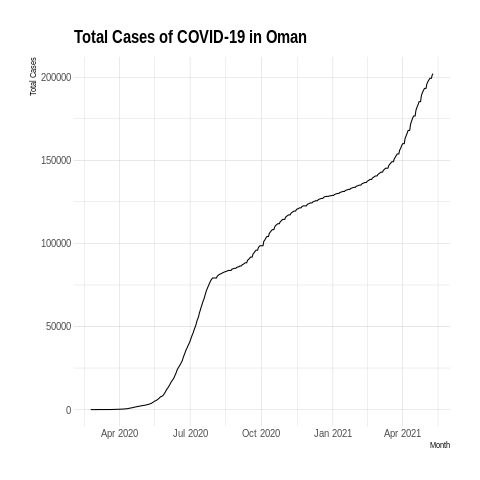 Total Cases of COVID-19 in Oman
Total Cases
200000
150000
100000
50000
0
Apr 2020 Jul 2020 Oct 2020 Jan 2021 Apr 2021
Month